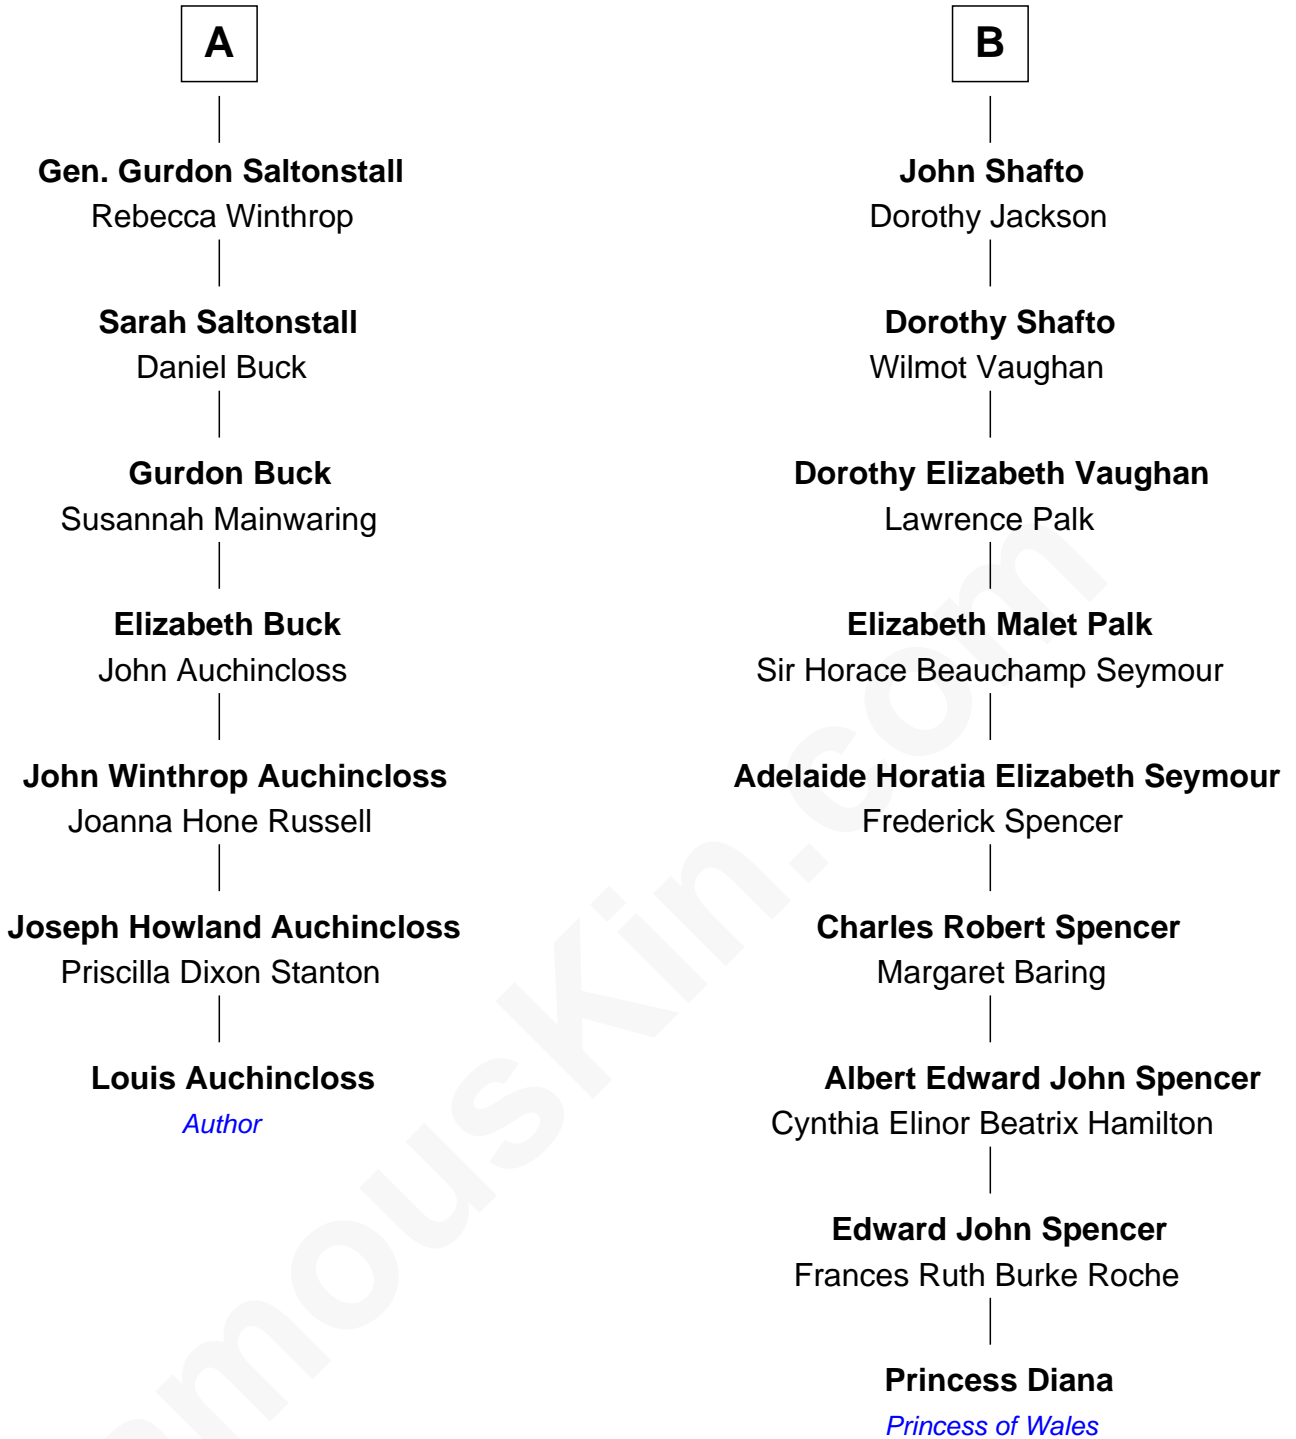 A
Gen. Gurdon Saltonstall
Rebecca Winthrop
Sarah Saltonstall
Daniel Buck
Gurdon Buck
Susannah Mainwaring
Elizabeth Buck
John Auchincloss
John Winthrop Auchincloss
Joanna Hone Russell
Joseph Howland Auchincloss
Priscilla Dixon Stanton
Louis Auchincloss
Author
B
John Shafto
Dorothy Jackson
Dorothy Shafto
Wilmot Vaughan
Dorothy Elizabeth Vaughan
Lawrence Palk
Elizabeth Malet Palk
Sir Horace Beauchamp Seymour
Adelaide Horatia Elizabeth Seymour
Frederick Spencer
Charles Robert Spencer
Margaret Baring
Albert Edward John Spencer
Cynthia Elinor Beatrix Hamilton
Edward John Spencer
Frances Ruth Burke Roche
Princess Diana
Princess of Wales
amousKin.com